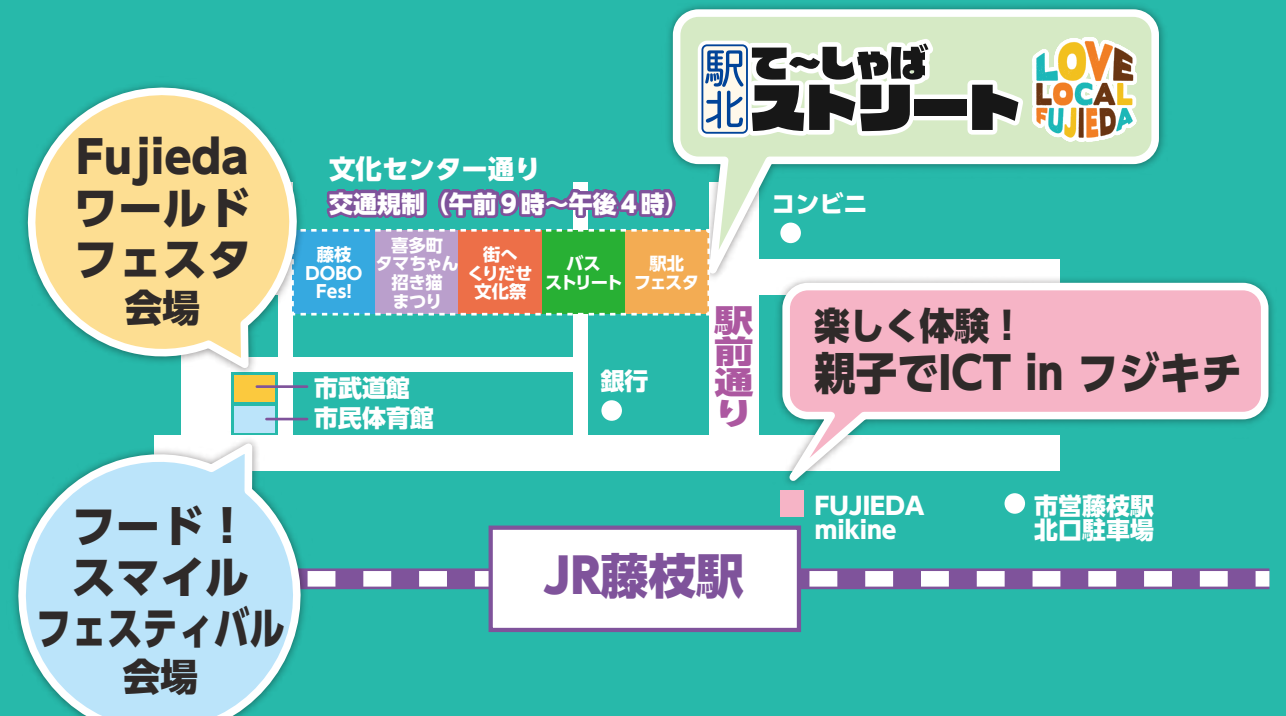 駅北
て〜しゃば
ストリート
LOVE
LOCAL
FUJIEDA
Fujieda
ワールド
フェスタ
会場
文化センター通り
交通規制（午前9時〜午後4時）
コンビニ
藤枝
DOBO
Fes!
喜多町
タマちゃん
招き猫
まつり
街へ
くりだせ
文化祭
バス
ストリート
駅北
フェスタ
駅前通り
楽しく体験！
親子でICT in フジキチ
市武道館
市民体育館
銀行
フード！
スマイル
フェスティバル
会場
FUJIEDA
mikine
市営藤枝駅
北口駐車場
JR藤枝駅